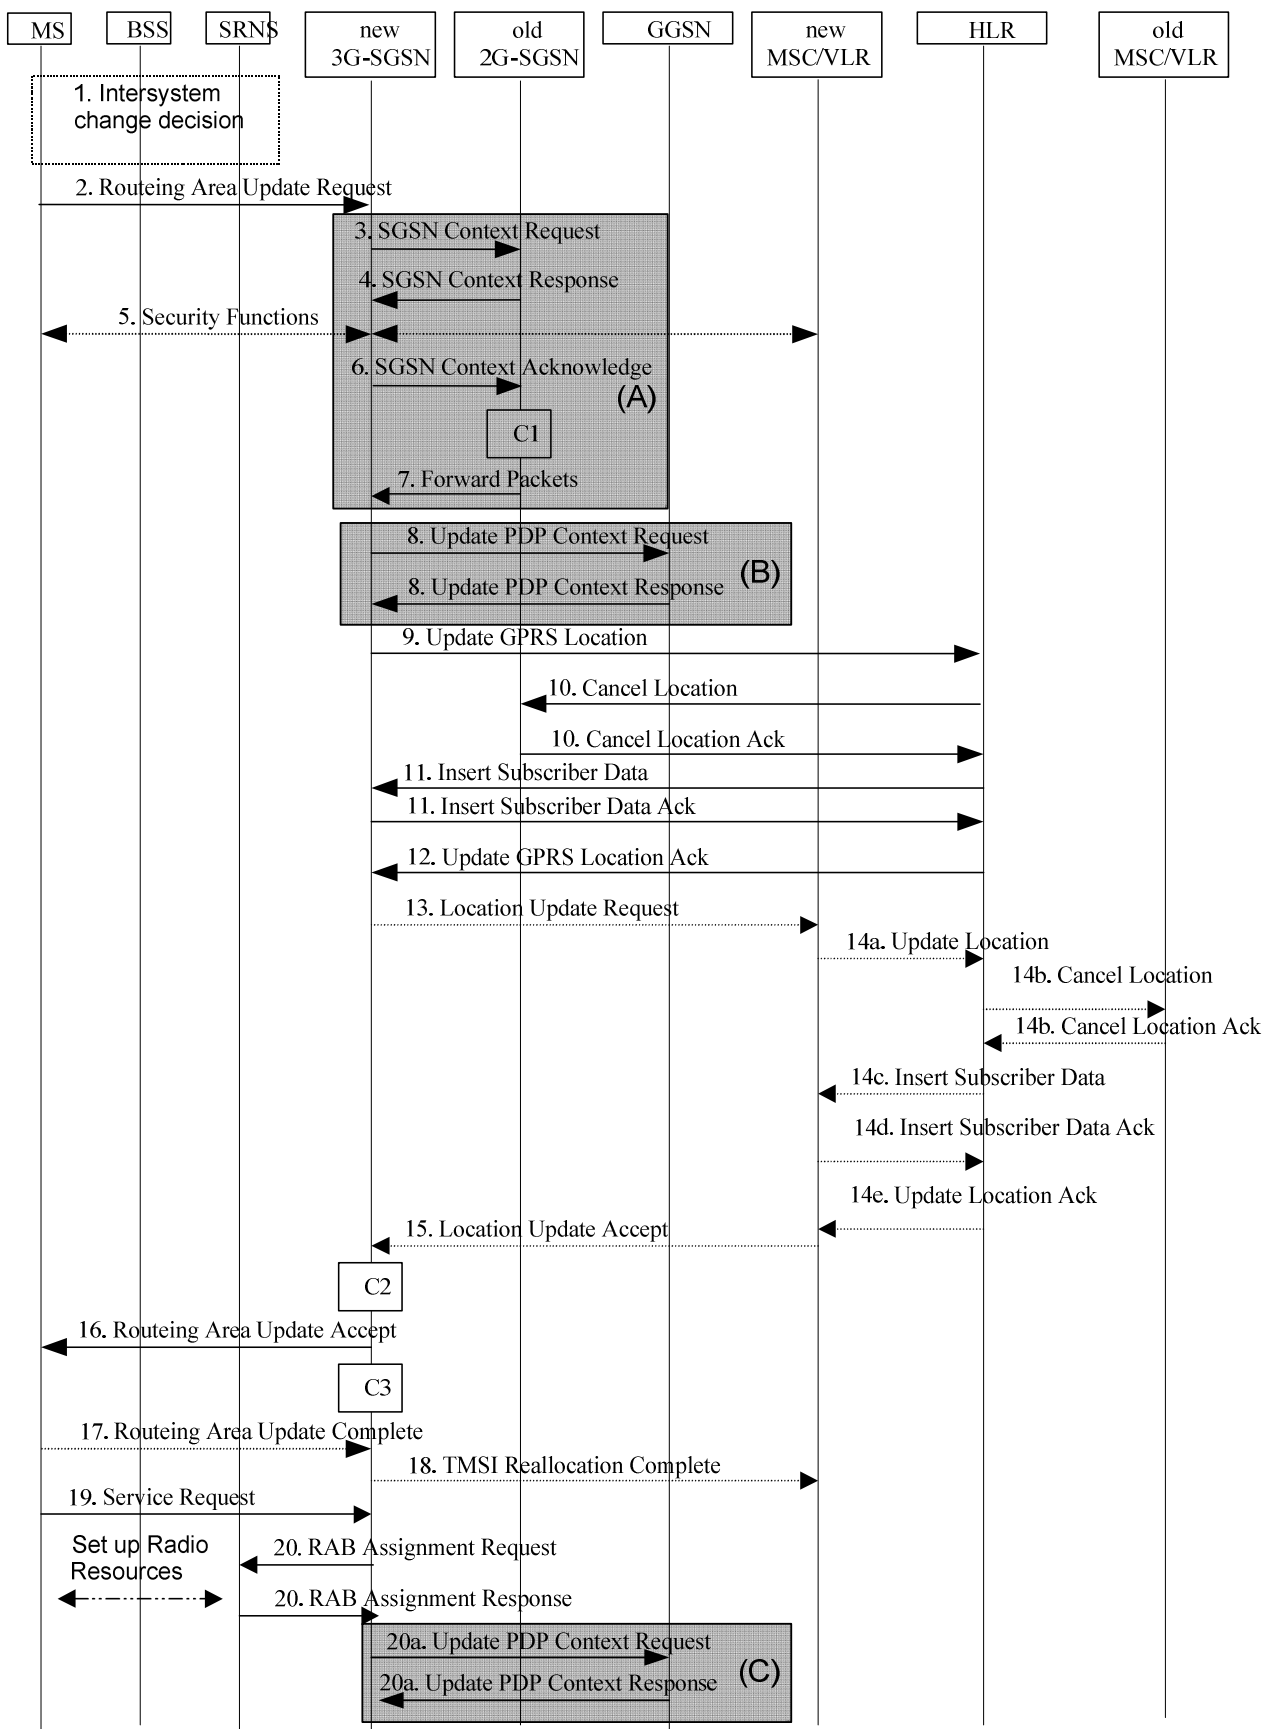 MS
BSS
SRNS
new
3G-SGSN
old
2G-SGSN
GGSN
new
MSC/VLR
HLR
old
MSC/VLR
1. Intersystem
change decision
2. Routeing Area Update Request
3. SGSN Context Request
4. SGSN Context Response
5. Security Functions
6. SGSN Context Acknowledge
(A)
C1
7. Forward Packets
8. Update PDP Context Request
(B)
8. Update PDP Context Response
9. Update GPRS Location
10. Cancel Location
10. Cancel Location Ack
11. Insert Subscriber Data
11. Insert Subscriber Data Ack
12. Update GPRS Location Ack
13. Location Update Request
14a. Update Location
14b. Cancel Location
14b. Cancel Location Ack
14c. Insert Subscriber Data
14d. Insert Subscriber Data Ack
14e. Update Location Ack
15. Location Update Accept
C2
16. Routeing Area Update Accept
C3
17. Routeing Area Update Complete
18. TMSI Reallocation Complete
19. Service Request
Set up Radio
Resources
20. RAB Assignment Request
20. RAB Assignment Response
20a. Update PDP Context Request
(C)
20a. Update PDP Context Response